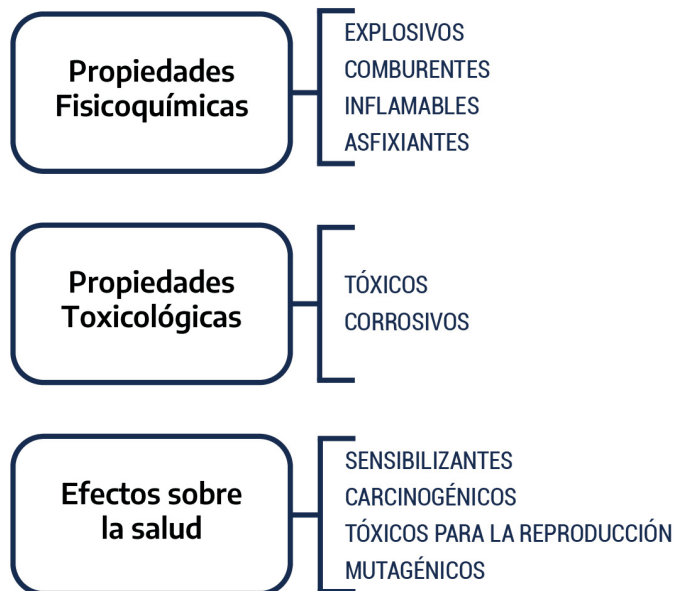 Propiedades
Fisicoquímicas
EXPLOSIVOS
COMBURENTES
INFLAMABLES
ASFIXIANTES
Propiedades
Toxicológicas
TÓXICOS
CORROSIVOS
Efectos sobre
la salud
SENSIBILIZANTES
CARCINOGÉNICOS
TÓXICOS PARA LA REPRODUCCIÓN
MUTAGÉNICOS